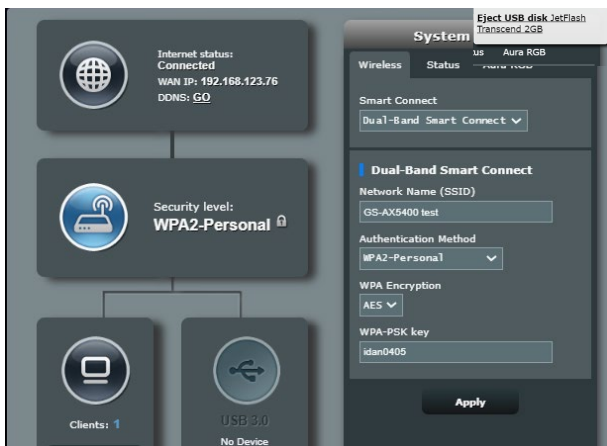 Internet status:
Connected
WAN IP: 192.168.123.76
DDNS: GO
Security level:
WPA2-Personal
Clients: 1
USB 3.0
No Device
System
Eject USB disk JetFlash
Transcend 2GB
us Aura RGB
Wireless Status
Smart Connect
Dual-Band Smart Connect
Dual-Band Smart Connect
Network Name (SSID)
GS-AX5400 test
Authentication Method
WPA2-Personal
WPA Encryption
AES
WPA-PSK key
idan0405
Apply